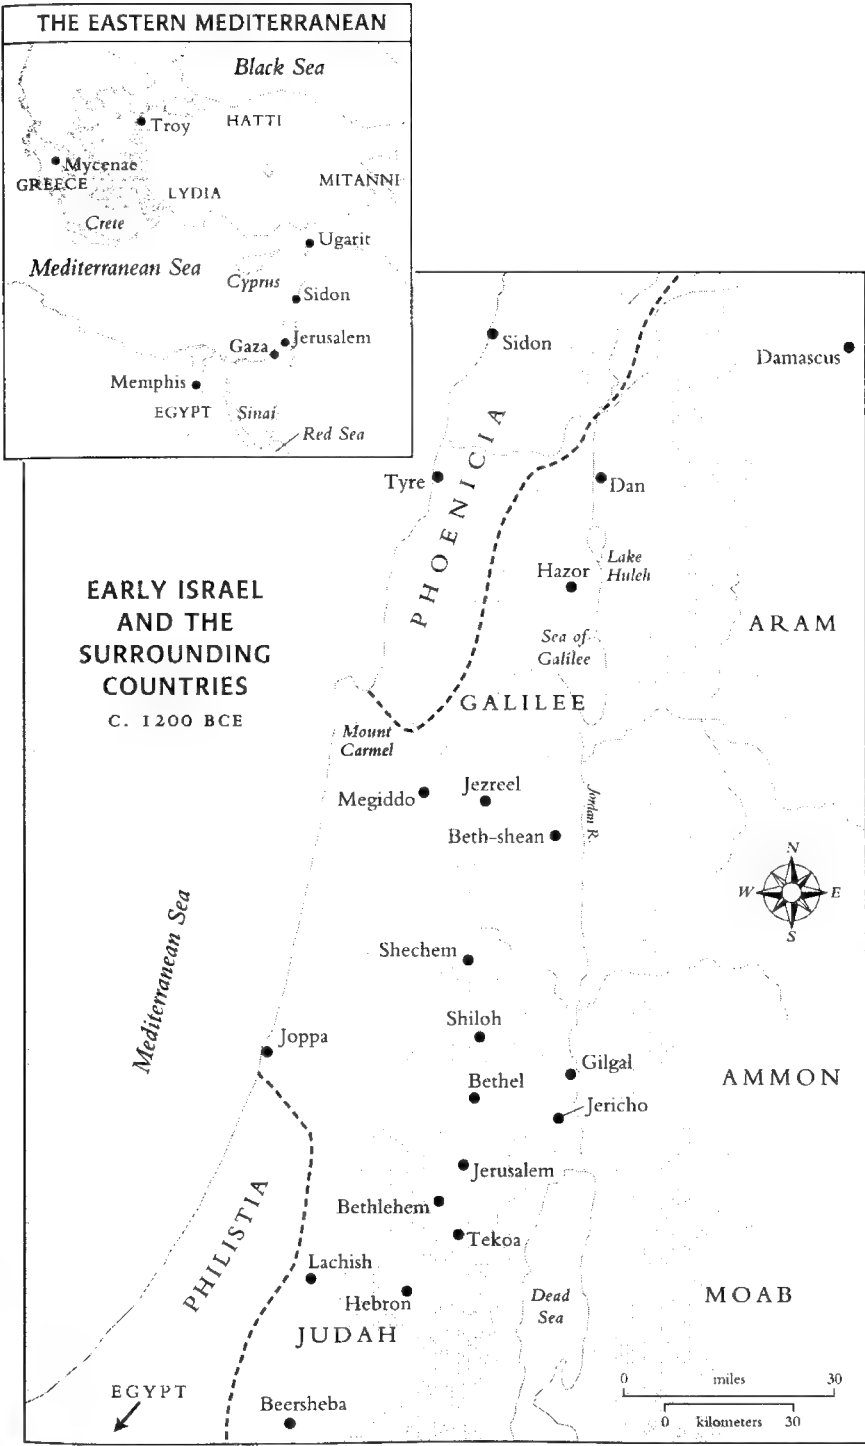 THE EASTERN MEDITERRANEAN
Black Sea
Troy
HATTI
Mycenae
GREECE
LYDIA
MITANNI
Crete
Ugarit
Mediterranean Sea
Cyprus
Sidon
Jerusalem
Gaza
Memphis
EGYPT
Sinai
Red Sea
Sidon
Damascus
PHOENICIA
Tyre
Dan
Lake
Huleh
Hazor
EARLY ISRAEL
AND THE
SURROUNDING
COUNTRIES
C. 1200 BCE
ARAM
Sea of
Galilee
GALILEE
Mount
Carmel
Megiddo
Jezreel
Jordan R.
Beth-shean
N
W
E
S
Mediterranean Sea
Shechem
Shiloh
Joppa
Gilgal
Bethel
AMMON
Jericho
Jerusalem
PHILISTIA
Bethlehem
Tekoa
Lachish
Hebron
Dead
Sea
MOAB
JUDAH
0 miles 30
EGYPT
Beersheba
0 kilometers 30